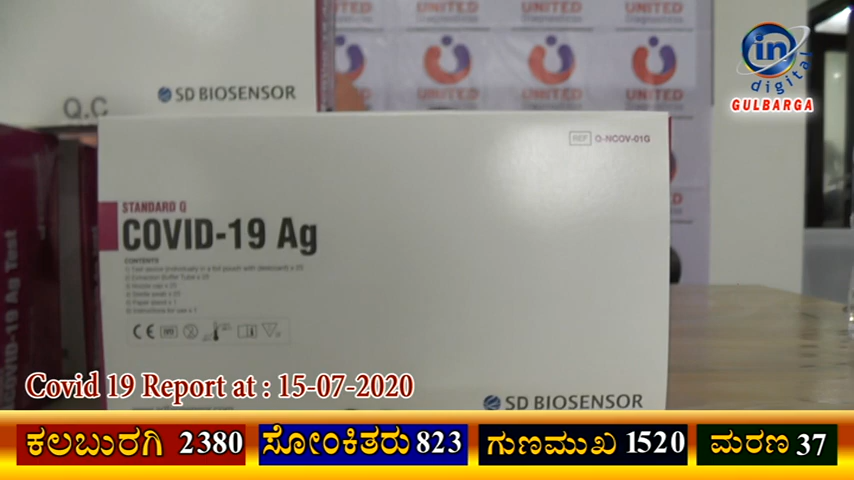 UNITED
UNITED
UNITED
in
digital
GULBARGA
Q.C
SD BIOSENSOR
UNITED
UNITED
UNITED
REF Q-NCOV-01G
STANDARD Q
COVID-19 Ag
CONTENTS
COVID-19 Ag Test
SD BIOSENSOR
Covid 19 Report at : 15-07-2020
ಕಲಬುರಗಿ 2380 ಸೋಂಕಿತರು 823 ಗುಣಮುಖ 1520 ಮರಣ 37